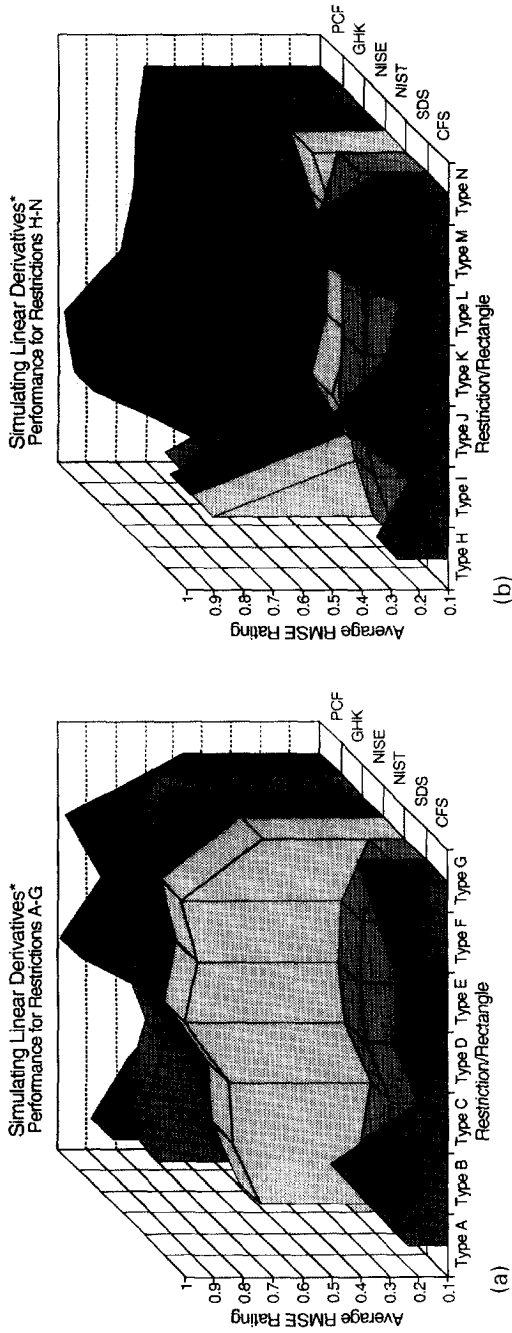 Simulating Linear Derivatives*
Performance for Restrictions A-G
Average RMSE Rating
1
0.9
0.8
0.7
0.6
0.5
0.4
0.3
0.2
0.1
PCF
GHK
NISE
NIST
SDS
CFS
Type A Type B Type C Type D Type E Type F Type G
Restriction/Rectangle
(a)
Simulating Linear Derivatives*
Performance for Restrictions H-N
Average RMSE Rating
1
0.9
0.8
0.7
0.6
0.5
0.4
0.3
0.2
0.1
PCF
GHK
NISE
NIST
SDS
CFS
Type H Type I Type J Type K Type L Type M Type N
Restriction/Rectangle
(b)